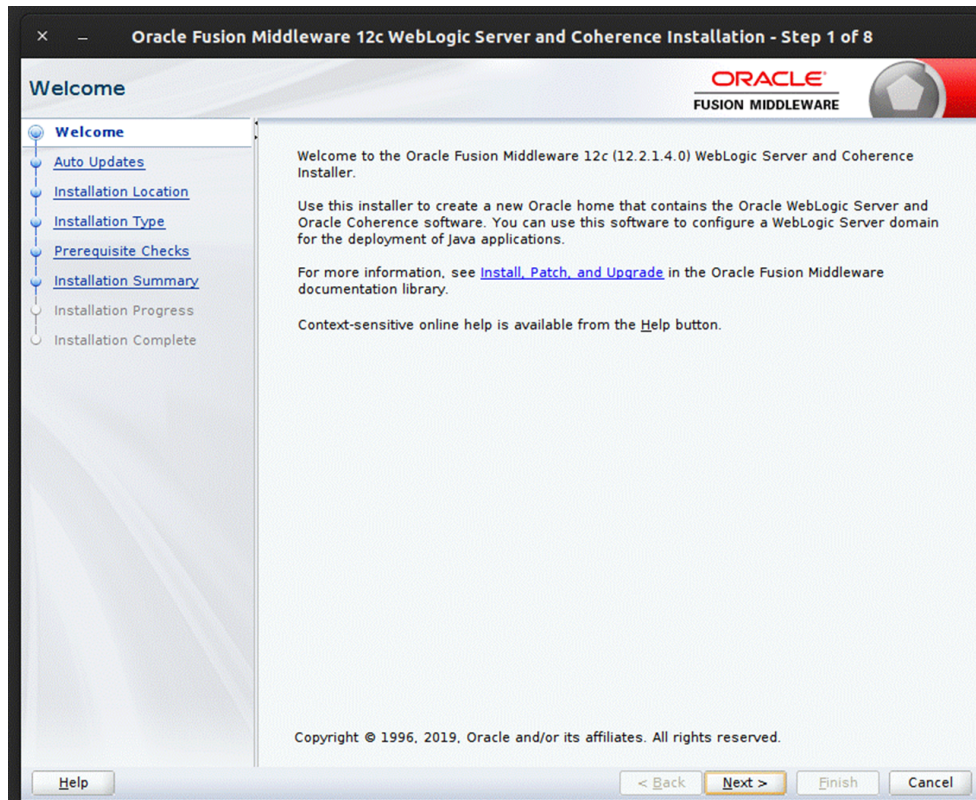 Oracle Fusion Middleware 12c WebLogic Server and Coherence Installation - Step 1 of 8
Welcome
ORACLE
FUSION MIDDLEWARE
Welcome
Auto Updates
Installation Location
Installation Type
Prerequisite Checks
Installation Summary
Installation Progress
Installation Complete
Welcome to the Oracle Fusion Middleware 12c (12.2.1.4.0) WebLogic Server and Coherence
Installer.
Use this installer to create a new Oracle home that contains the Oracle WebLogic Server and
Oracle Coherence software. You can use this software to configure a WebLogic Server domain
for the deployment of Java applications.
For more information, see Install, Patch, and Upgrade in the Oracle Fusion Middleware
documentation library.
Context-sensitive online help is available from the Help button.
Copyright © 1996, 2019, Oracle and/or its affiliates. All rights reserved.
Help
< Back
Next >
Finish
Cancel